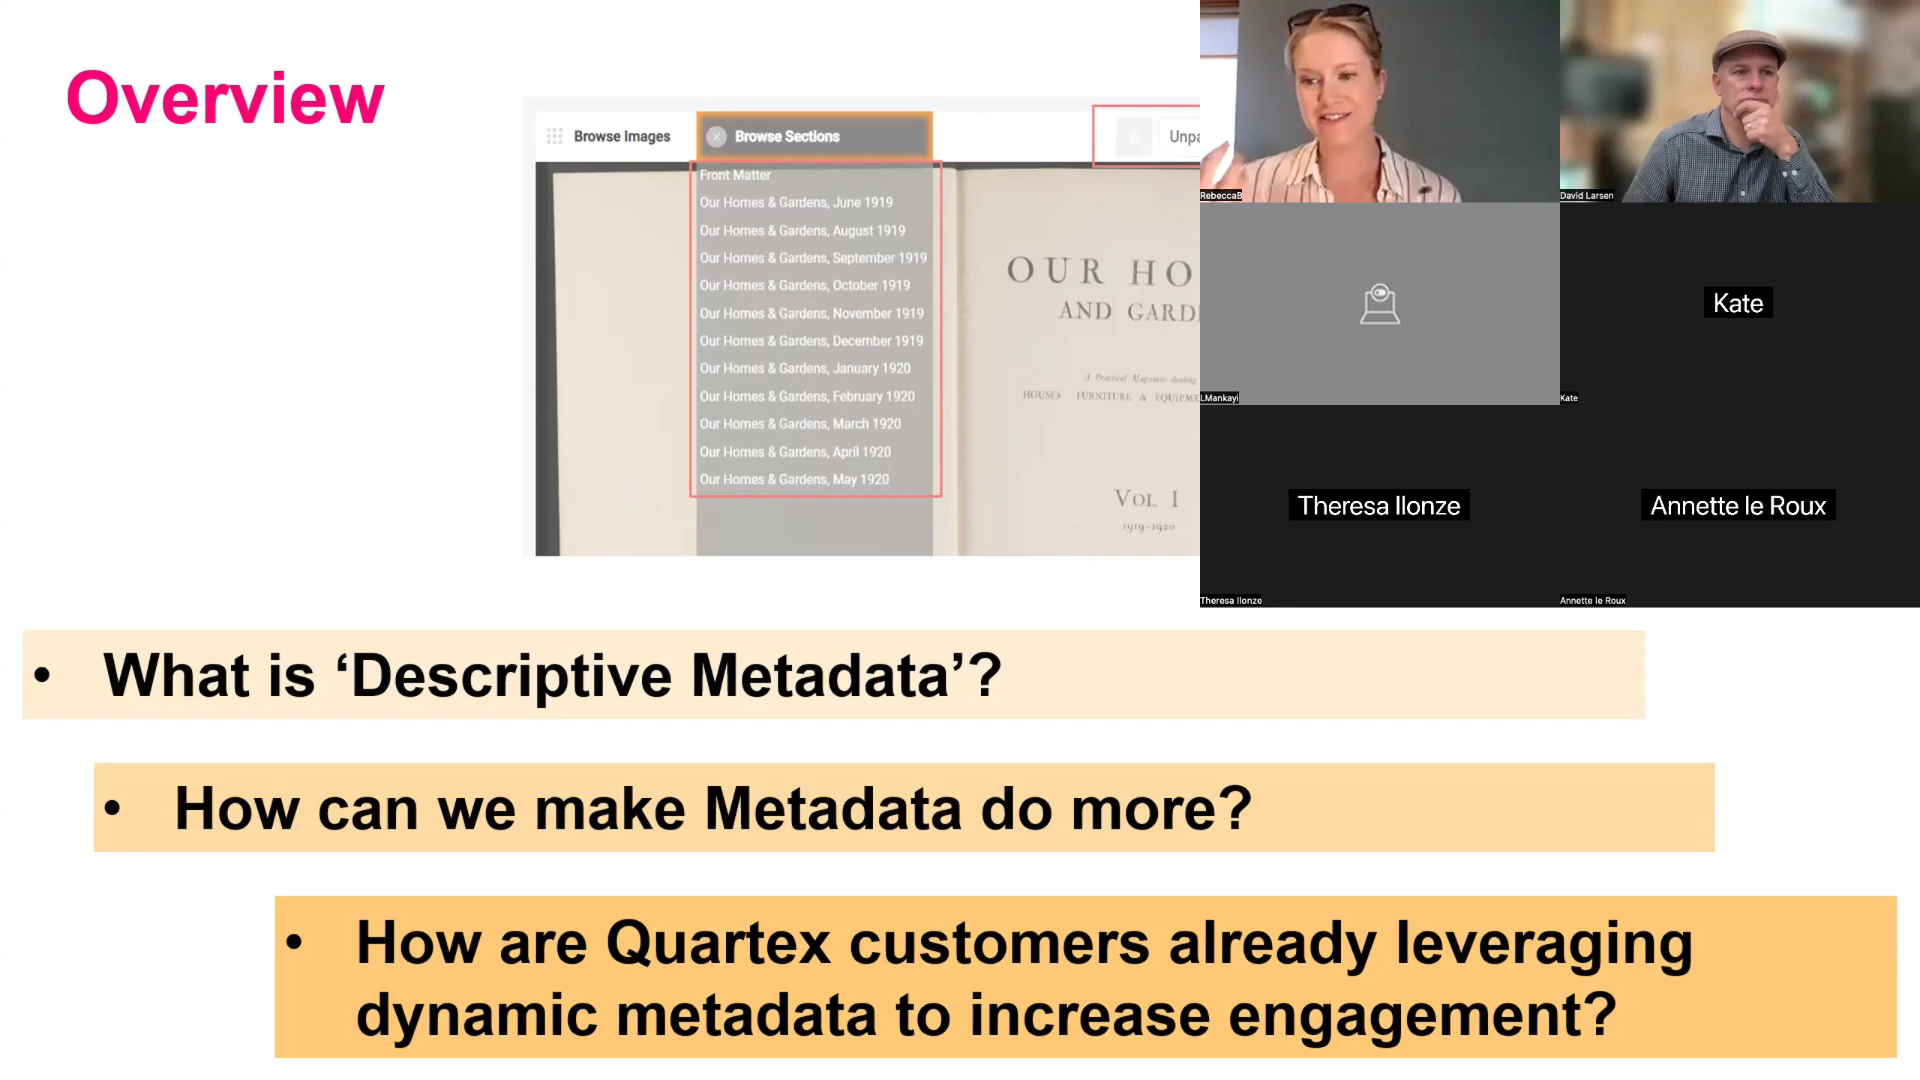 Overview
Browse Images
Browse Sections
Front Matter
Our Homes & Gardens, June 1919
Our Homes & Gardens, August 1919
Our Homes & Gardens, September 1919
Our Homes & Gardens, October 1919
Our Homes & Gardens, November 1919
Our Homes & Gardens, December 1919
Our Homes & Gardens, January 1920
Our Homes & Gardens, February 1920
Our Homes & Gardens, March 1920
Our Homes & Gardens, April 1920
Our Homes & Gardens, May 1920
Unpa
OUR HO
AND GARD
A Practical Magazine dealing
HOUSES FURNITURE & EQUIPM
VOL. I
1919-1920
RebeccaB
David Larsen
LMankayi
Kate
Kate
Theresa Ilonze
Annette le Roux
Theresa Ilonze
Annette le Roux
• What is ‘Descriptive Metadata’?
• How can we make Metadata do more?
• How are Quartex customers already leveraging
dynamic metadata to increase engagement?